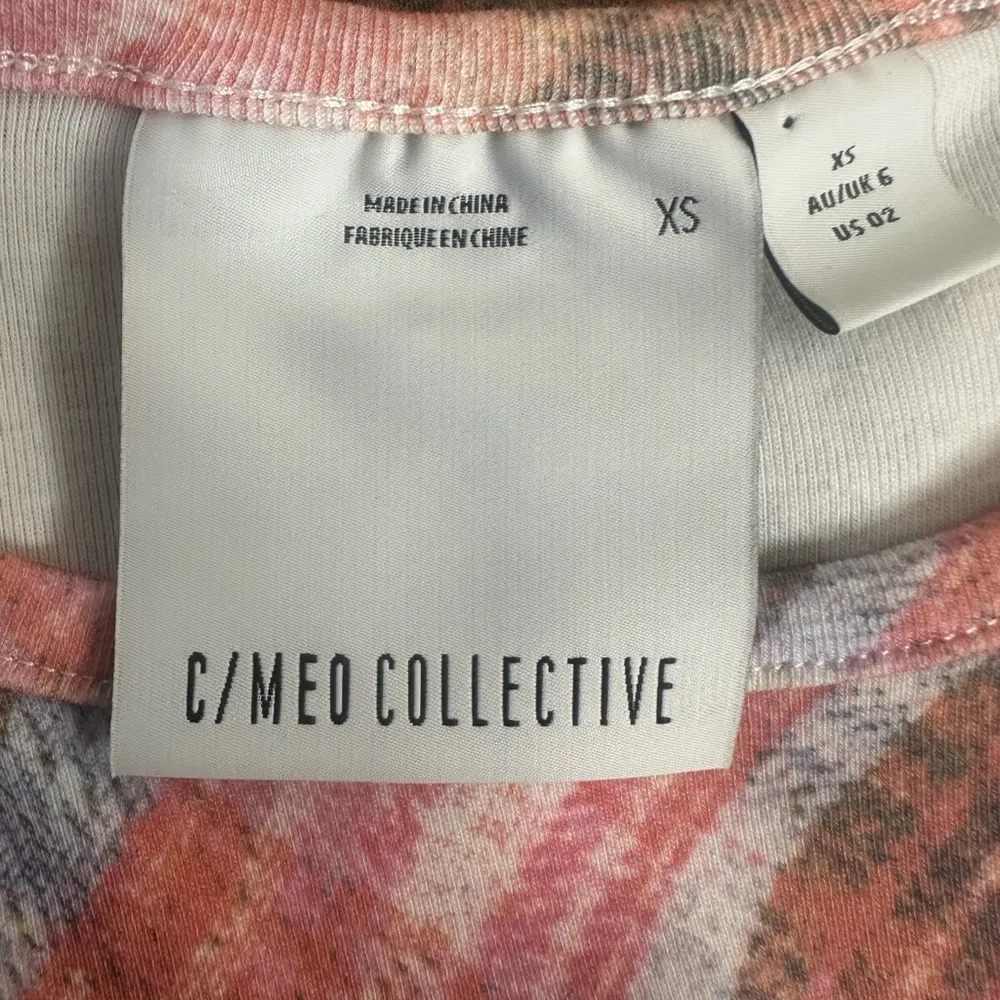 MADE IN CHINA
FABRIQUE EN CHINE
XS
C/MEO COLLECTIVE
XS
AU/UK 6
US 02